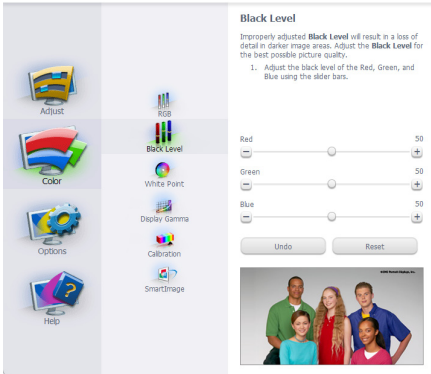 Adjust
Color
Options
Help
RGB
Black Level
White Point
Display Gamma
Calibration
SmartImage
Black Level
Improperly adjusted Black Level will result in a loss of
detail in darker image areas. Adjust the Black Level for
the best possible picture quality.
1. Adjust the black level of the Red, Green, and
Blue using the slider bars.
Red 50
Green 50
Blue 50
Undo Reset